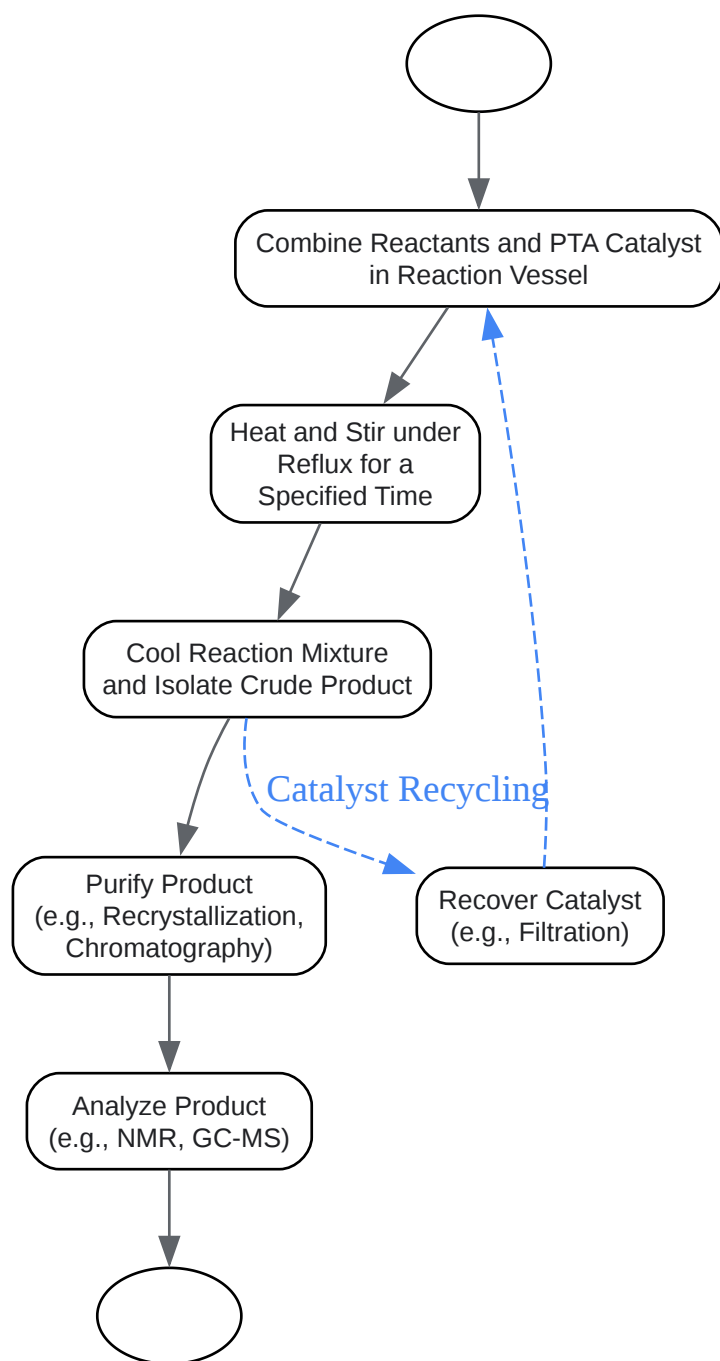 Combine Reactants and PTA Catalyst
in Reaction Vessel
Heat and Stir under
Reflux for a
Specified Time
Cool Reaction Mixture
and Isolate Crude Product
Catalyst Recycling
Purify Product
(e.g., Recrystallization,
Chromatography)
Recover Catalyst
(e.g., Filtration)
Analyze Product
(e.g., NMR, GC-MS)